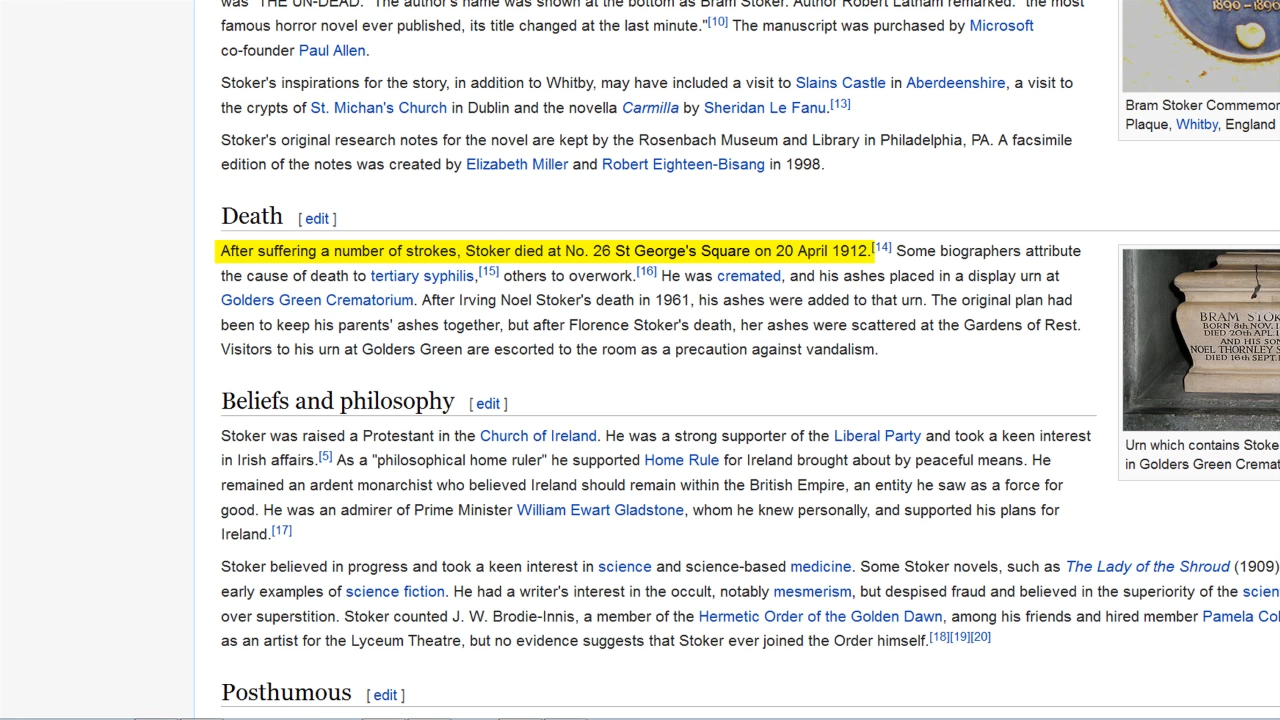 was "THE UN-DEAD." The author's name was shown at the bottom as Bram Stoker. Author Robert Latham remarked: "the most
famous horror novel ever published, its title changed at the last minute."[10] The manuscript was purchased by Microsoft
co-founder Paul Allen.
Stoker's inspirations for the story, in addition to Whitby, may have included a visit to Slains Castle in Aberdeenshire, a visit to
the crypts of St. Michan's Church in Dublin and the novella Carmilla by Sheridan Le Fanu.[13]
Stoker's original research notes for the novel are kept by the Rosenbach Museum and Library in Philadelphia, PA. A facsimile
edition of the notes was created by Elizabeth Miller and Robert Eighteen-Bisang in 1998.
1890-1890
Bram Stoker Commemor
Plaque, Whitby, England
Death [ edit ]
After suffering a number of strokes, Stoker died at No. 26 St George's Square on 20 April 1912.[14] Some biographers attribute
the cause of death to tertiary syphilis,[15] others to overwork.[16] He was cremated, and his ashes placed in a display urn at
Golders Green Crematorium. After Irving Noel Stoker's death in 1961, his ashes were added to that urn. The original plan had
been to keep his parents' ashes together, but after Florence Stoker's death, her ashes were scattered at the Gardens of Rest.
Visitors to his urn at Golders Green are escorted to the room as a precaution against vandalism.
BRAM STOK
BORN 8th NOV. 1
DIED 20th APL. 1
AND HIS SON
NOEL THORNLEY S
DIED 16th SEPT. 1
Urn which contains Stoke
in Golders Green Cremat
Beliefs and philosophy [ edit ]
Stoker was raised a Protestant in the Church of Ireland. He was a strong supporter of the Liberal Party and took a keen interest
in Irish affairs.[5] As a "philosophical home ruler" he supported Home Rule for Ireland brought about by peaceful means. He
remained an ardent monarchist who believed Ireland should remain within the British Empire, an entity he saw as a force for
good. He was an admirer of Prime Minister William Ewart Gladstone, whom he knew personally, and supported his plans for
Ireland.[17]
Stoker believed in progress and took a keen interest in science and science-based medicine. Some Stoker novels, such as The Lady of the Shroud (1909)
early examples of science fiction. He had a writer's interest in the occult, notably mesmerism, but despised fraud and believed in the superiority of the scien
over superstition. Stoker counted J. W. Brodie-Innis, a member of the Hermetic Order of the Golden Dawn, among his friends and hired member Pamela Col
as an artist for the Lyceum Theatre, but no evidence suggests that Stoker ever joined the Order himself.[18][19][20]
Posthumous [ edit ]